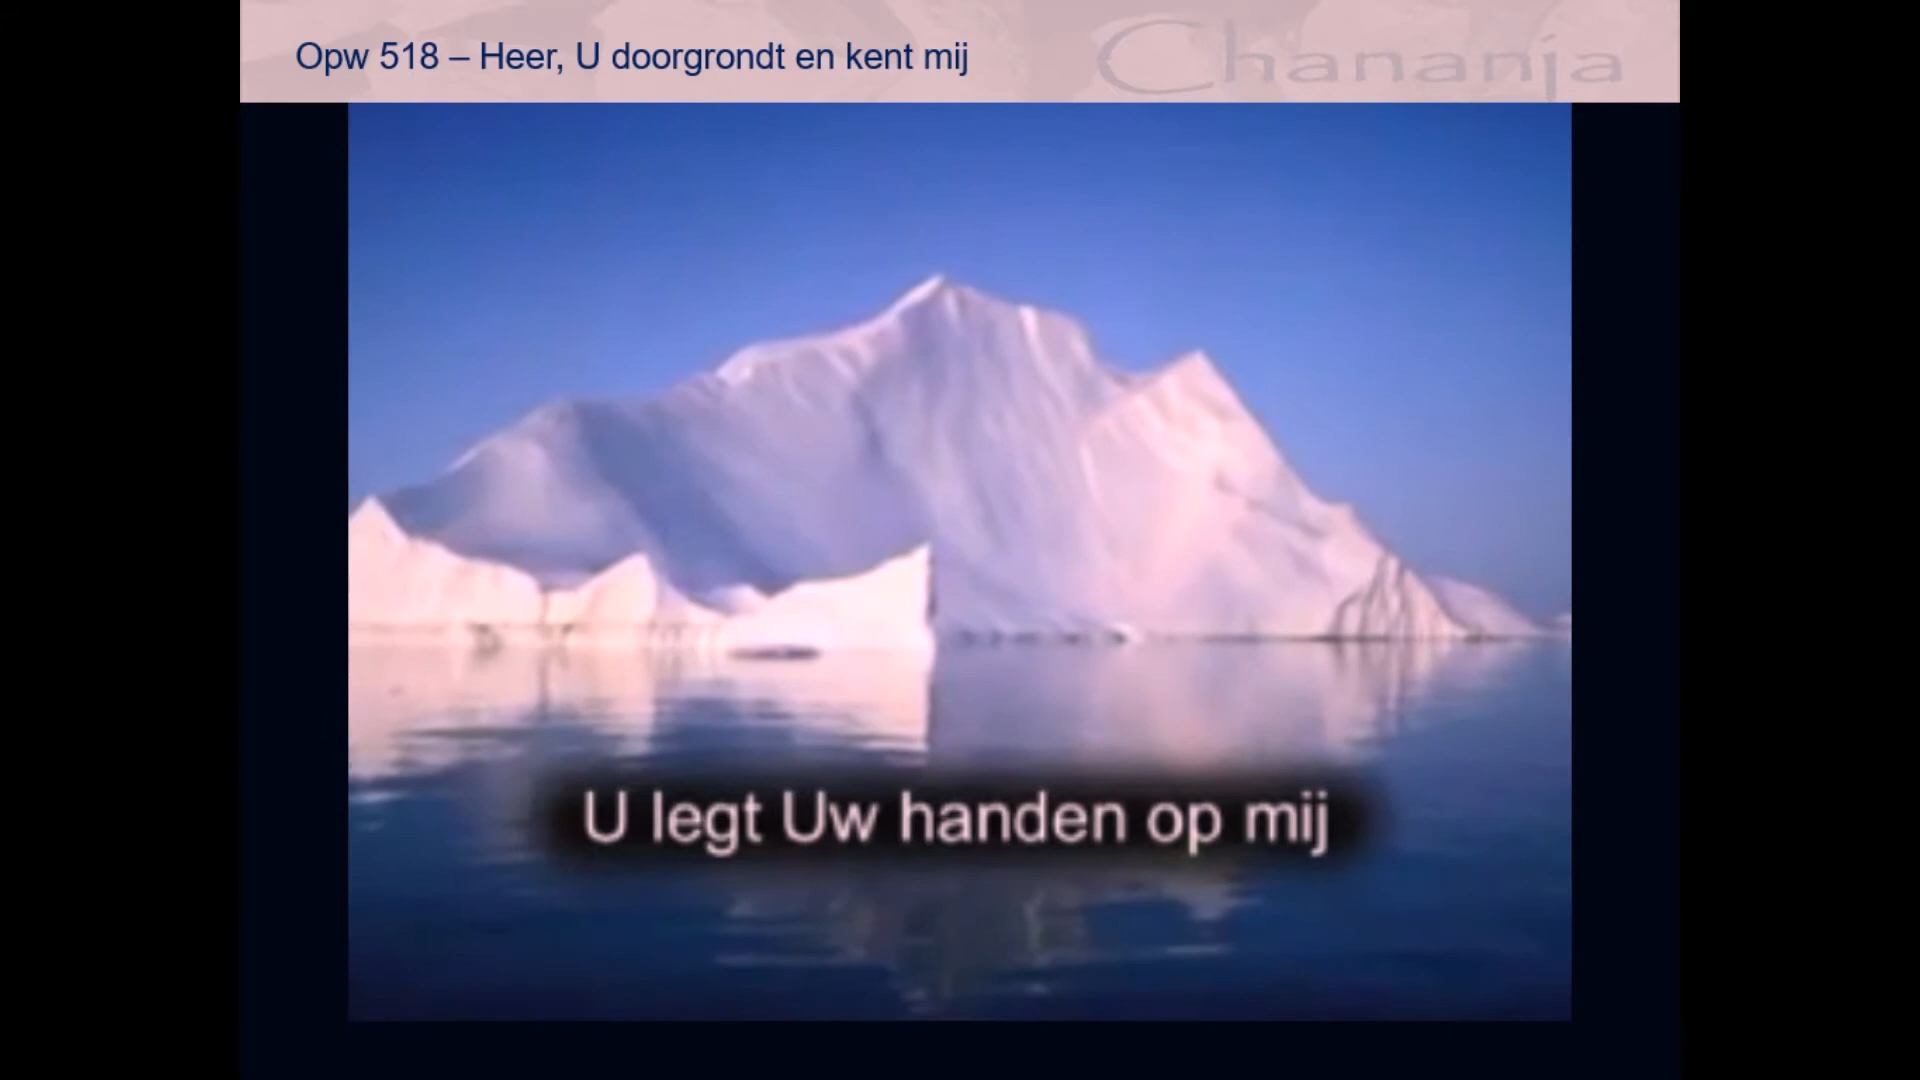 Opw 518 – Heer, U doorgrondt en kent mij
Chananja
U legt Uw handen op mij